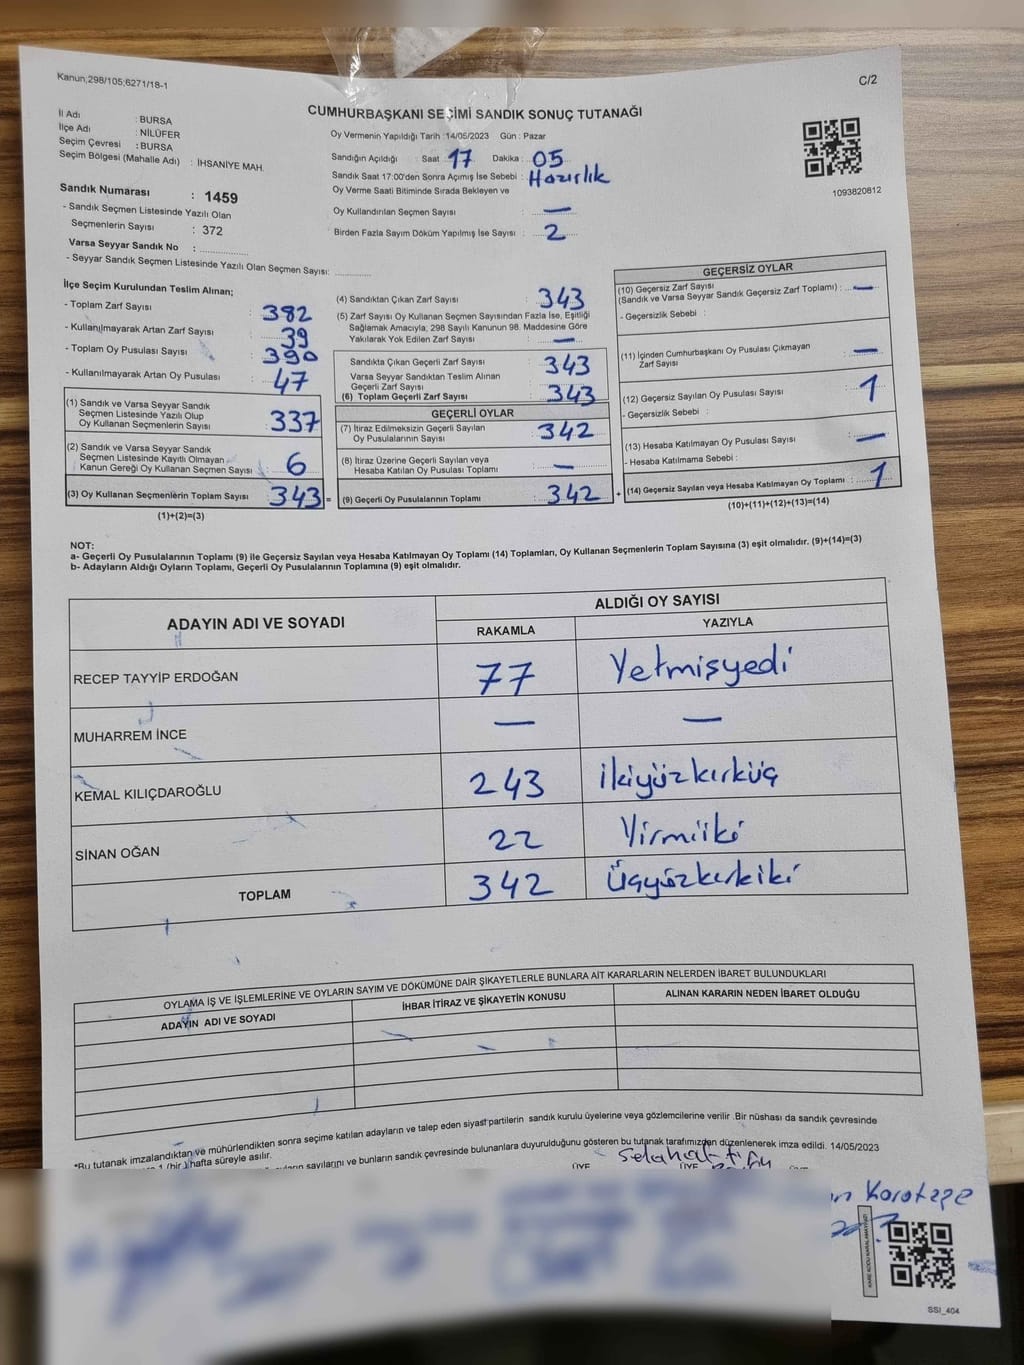 Kanun;298/105;6271/18-1
C/2
CUMHURBAŞKANI SEÇİMİ SANDIK SONUÇ TUTANAĞI
İl Adı : BURSA
İlçe Adı : NİLÜFER
Seçim Çevresi : BURSA
Seçim Bölgesi (Mahalle Adı) : İHSANİYE MAH.
Sandık Numarası : 1459
- Sandık Seçmen Listesinde Yazılı Olan
Seçmenlerin Sayısı : 372
Varsa Seyyar Sandık No :
- Seyyar Sandık Seçmen Listesinde Yazılı Olan Seçmen Sayısı:
Oy Vermenin Yapıldığı Tarih :14/05/2023 Gün : Pazar
Sandığın Açıldığı Saat : 17 Dakika : 05
Sandık Saat 17:00'den Sonra Açımış İse Sebebi : Hazırlık
Oy Verme Saati Bitiminde Sırada Bekleyen ve
Oy Kullandırılan Seçmen Sayısı : —
Birden Fazla Sayım Döküm Yapılmış İse Sayısı : 2
1093820812
İlçe Seçim Kurulundan Teslim Alınan;
- Toplam Zarf Sayısı : 382
- Kullanılmayarak Artan Zarf Sayısı : 39
- Toplam Oy Pusulası Sayısı : 390
- Kullanılmayarak Artan Oy Pusulası : 47
(1) Sandık ve Varsa Seyyar Sandık
Seçmen Listesinde Yazılı Olup
Oy Kullanan Seçmenlerin Sayısı : 337
(2) Sandık ve Varsa Seyyar Sandık
Seçmen Listesinde Kayıtlı Olmayan
Kanun Gereği Oy Kullanan Seçmen Sayısı : 6
(3) Oy Kullanan Seçmenlerin Toplam Sayısı : 343 =
(1)+(2)=(3)
(4) Sandıktan Çıkan Zarf Sayısı : 343
(5) Zarf Sayısı Oy Kullanan Seçmen Sayısından Fazla İse, Eşitliği
Sağlamak Amacıyla; 298 Sayılı Kanunun 98. Maddesine Göre
Yakılarak Yok Edilen Zarf Sayısı : —
Sandıkta Çıkan Geçerli Zarf Sayısı : 343
Varsa Seyyar Sandıktan Teslim Alınan
Geçerli Zarf Sayısı
(6) Toplam Geçerli Zarf Sayısı : 343
GEÇERLİ OYLAR
(7) İtiraz Edilmeksizin Geçerli Sayılan
Oy Pusulalarının Sayısı : 342
(8) İtiraz Üzerine Geçerli Sayılan veya
Hesaba Katılan Oy Pusulası Toplamı : —
(9) Geçerli Oy Pusulalarının Toplamı : 342 +
GEÇERSİZ OYLAR
(10) Geçersiz Zarf Sayısı
(Sandık ve Varsa Seyyar Sandık Geçersiz Zarf Toplamı) : —
- Geçersizlik Sebebi :
(11) İçinden Cumhurbaşkanı Oy Pusulası Çıkmayan
Zarf Sayısı : —
(12) Geçersiz Sayılan Oy Pusulası Sayısı : 1
- Geçersizlik Sebebi :
(13) Hesaba Katılmayan Oy Pusulası Sayısı : —
- Hesaba Katılmama Sebebi :
(14) Geçersiz Sayılan veya Hesaba Katılmayan Oy Toplamı : 1
(10)+(11)+(12)+(13)=(14)
NOT:
a- Geçerli Oy Pusulalarının Toplamı (9) ile Geçersiz Sayılan veya Hesaba Katılmayan Oy Toplamı (14) Toplamları, Oy Kullanan Seçmenlerin Toplam Sayısına (3) eşit olmalıdır. (9)+(14)=(3)
b- Adayların Aldığı Oyların Toplamı, Geçerli Oy Pusulalarının Toplamına (9) eşit olmalıdır.
ADAYIN ADI VE SOYADI
ALDIĞI OY SAYISI
RAKAMLA YAZIYLA
RECEP TAYYİP ERDOĞAN 77 Yetmişyedi
MUHARREM İNCE — —
KEMAL KILIÇDAROĞLU 243 İkiyüzkırküç
SİNAN OĞAN 22 Yirmiiki
TOPLAM 342 Üçyüzkırkiki
OYLAMA İŞ VE İŞLEMLERİNE VE OYLARIN SAYIM VE DÖKÜMÜNE DAİR ŞİKAYETLERLE BUNLARA AİT KARARLARIN NELERDEN İBARET BULUNDUKLARI
ADAYIN ADI VE SOYADI İHBAR İTİRAZ VE ŞİKAYETİN KONUSU ALINAN KARARIN NEDEN İBARET OLDUĞU
*Bu tutanak imzalandıktan ve mühürlendikten sonra seçime katılan adayların ve talep eden siyasi partilerin sandık kurulu üyelerine veya gözlemcilerine verilir .Bir nüshası da sandık çevresinde
1 (bir) hafta süreyle asılır.
sayılarını ve bunların sandık çevresinde bulunanlara duyurulduğunu gösteren bu tutanak tarafımızdan düzenlenerek imza edildi. 14/05/2023
ÜYE ÜYE
Selahattin
Karatepe
SSI_404